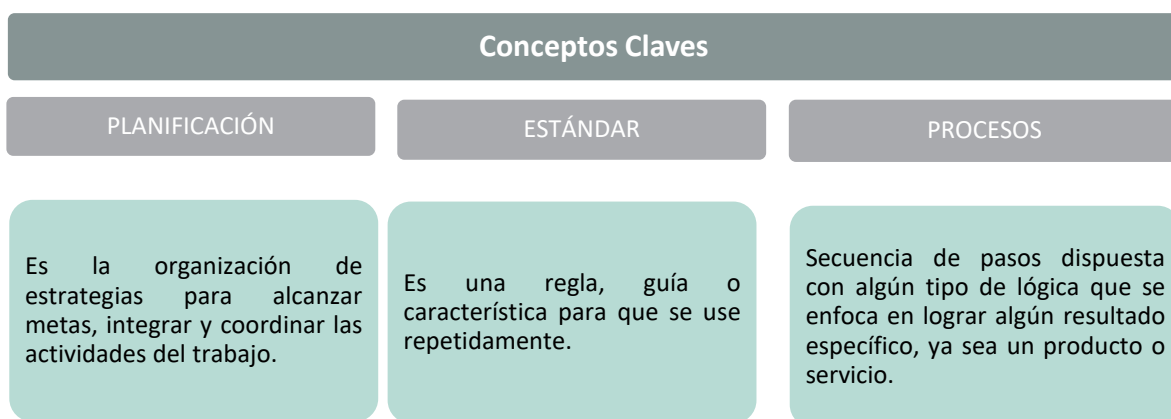 Conceptos Claves
PLANIFICACIÓN
ESTÁNDAR
PROCESOS
Es la organización de
estrategias para alcanzar
metas, integrar y coordinar las
actividades del trabajo.
Es una regla, guía o
característica para que se use
repetidamente.
Secuencia de pasos dispuesta
con algún tipo de lógica que se
enfoca en lograr algún resultado
específico, ya sea un producto o
servicio.